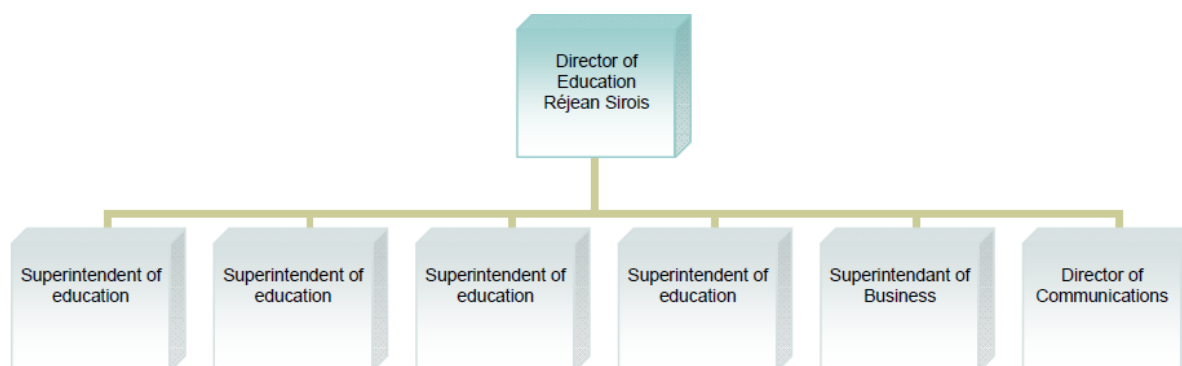 Director of
Education
Réjean Sirois
Superintendent of
education
Superintendent of
education
Superintendent of
education
Superintendent of
education
Superintendant of
Business
Director of
Communications